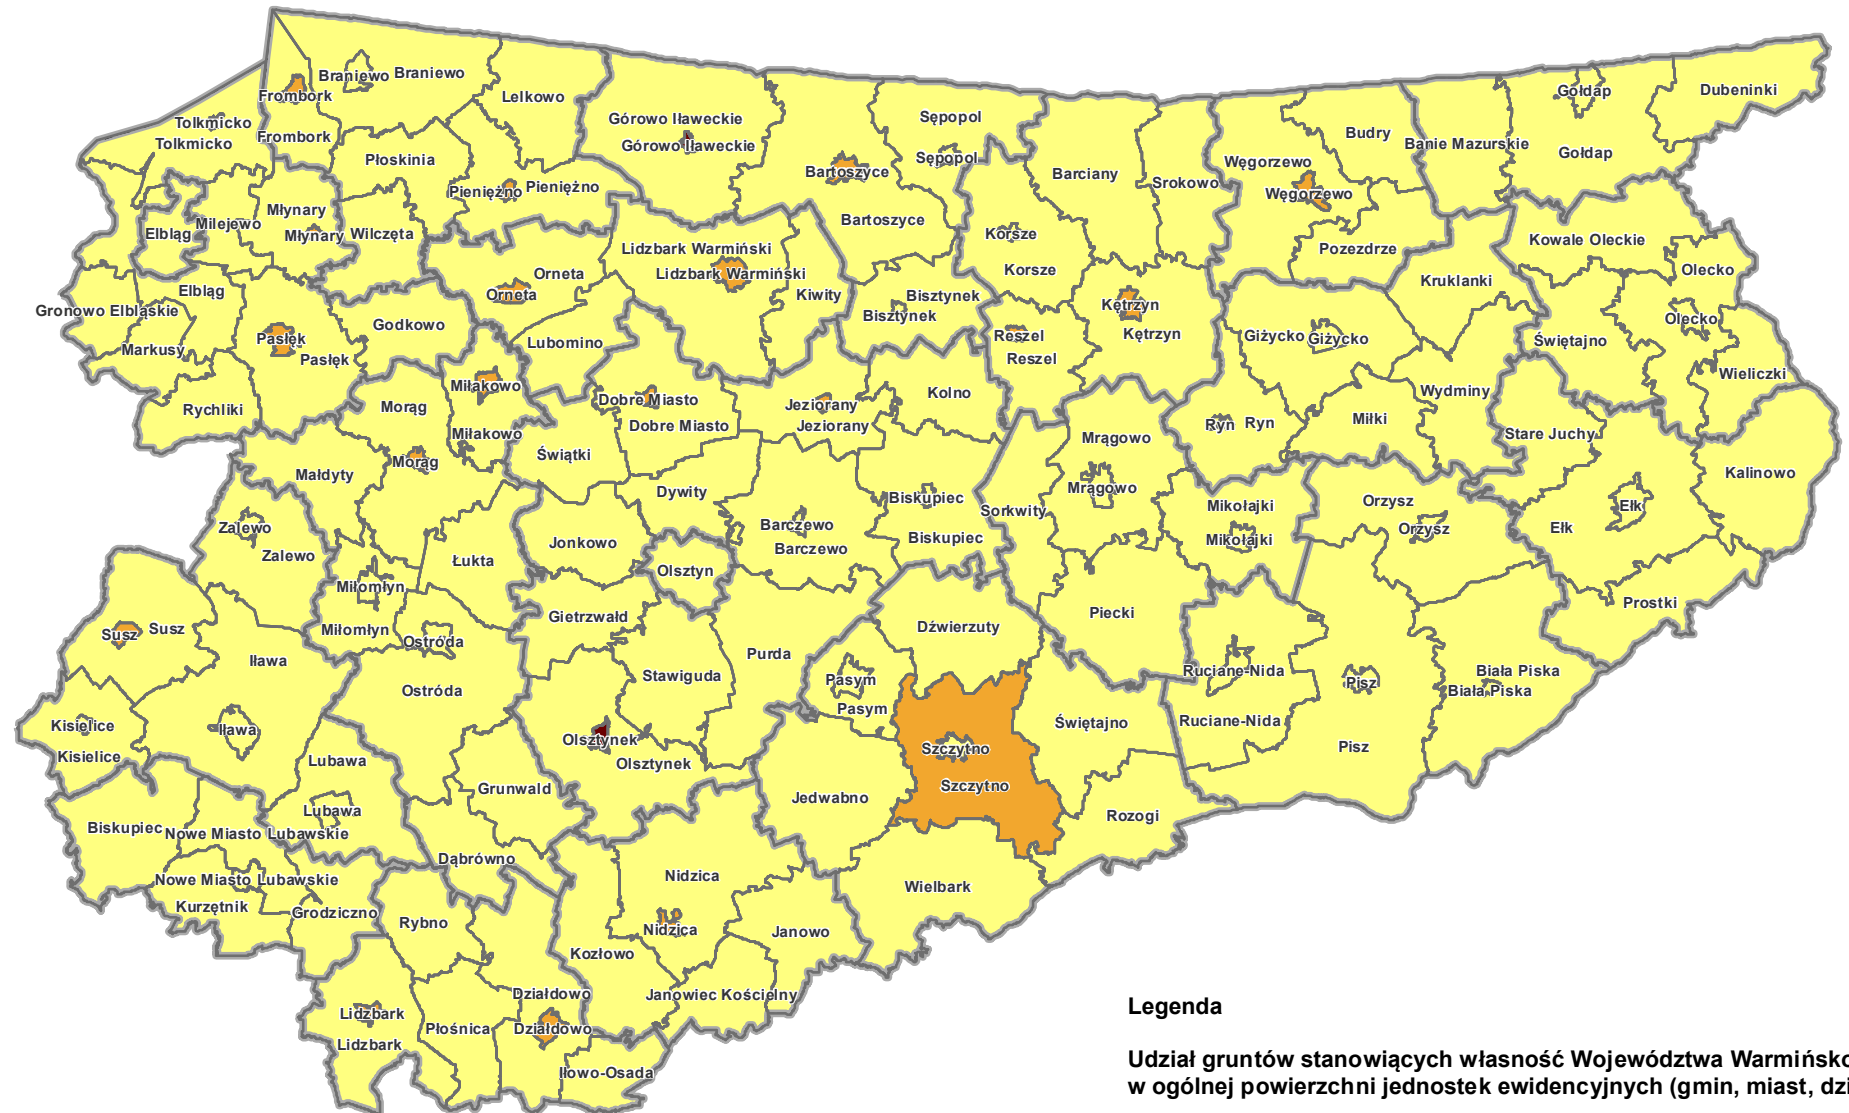 Braniewo Braniewo
Frombork
Lelkowo
Gołdap
Dubeninki
Tolkmicko
Tolkmicko
Frombork
Górowo Iławeckie
Górowo Iławeckie
Sępopol
Sępopol
Budry
Banie Mazurskie
Gołdap
Płoskinia
Bartoszyce
Barciany
Srokowo
Węgorzewo
Węgorzewo
Pieniężno Pieniężno
Młynary
Młynary
Milejewo
Elbląg
Wilczęta
Bartoszyce
Korsze
Korsze
Pozezdrze
Kowale Oleckie
Lidzbark Warmiński
Lidzbark Warmiński
Kiwity
Orneta
Orneta
Olecko
Olecko
Kruklanki
Elbląg
Gronowo Elbląskie
Markusy
Pasłęk
Pasłęk
Godkowo
Lubomino
Bisztynek
Bisztynek
Kętrzyn
Kętrzyn
Reszel
Reszel
Giżycko Giżycko
Świętajno
Wieliczki
Wydminy
Rychliki
Morąg
Morąg
Miłakowo
Miłakowo
Dobre Miasto
Dobre Miasto
Jeziorany
Jeziorany
Kolno
Mrągowo
Mrągowo
Ryn Ryn
Miłki
Stare Juchy
Kalinowo
Małdyty
Świątki
Dywity
Biskupiec
Biskupiec
Sorkwity
Mikołajki
Mikołajki
Orzysz
Orzysz
Ełk
Ełk
Zalewo
Zalewo
Łukta
Jonkowo
Barczewo
Barczewo
Olsztyn
Miłomłyn
Miłomłyn
Gietrzwałd
Dźwierzuty
Piecki
Prostki
Susz Susz
Iława
Iława
Ostróda
Ostróda
Stawiguda
Purda
Pasym
Pasym
Ruciane-Nida
Ruciane-Nida
Pisz
Pisz
Biała Piska
Biała Piska
Kisielice
Kisielice
Lubawa
Lubawa
Olsztynek
Olsztynek
Grunwald
Szczytno
Szczytno
Świętajno
Jedwabno
Rozogi
Biskupiec
Nowe Miasto Lubawskie
Nowe Miasto Lubawskie
Dąbrówno
Nidzica
Nidzica
Wielbark
Kurzętnik
Grodziczno
Rybno
Janowo
Kozłowo
Janowiec Kościelny
Działdowo
Działdowo
Lidzbark
Lidzbark
Płośnica
Iłowo-Osada
Legenda
Udział gruntów stanowiących własność Województwa Warmińsko
w ogólnej powierzchni jednostek ewidencyjnych (gmin, miast, dzi